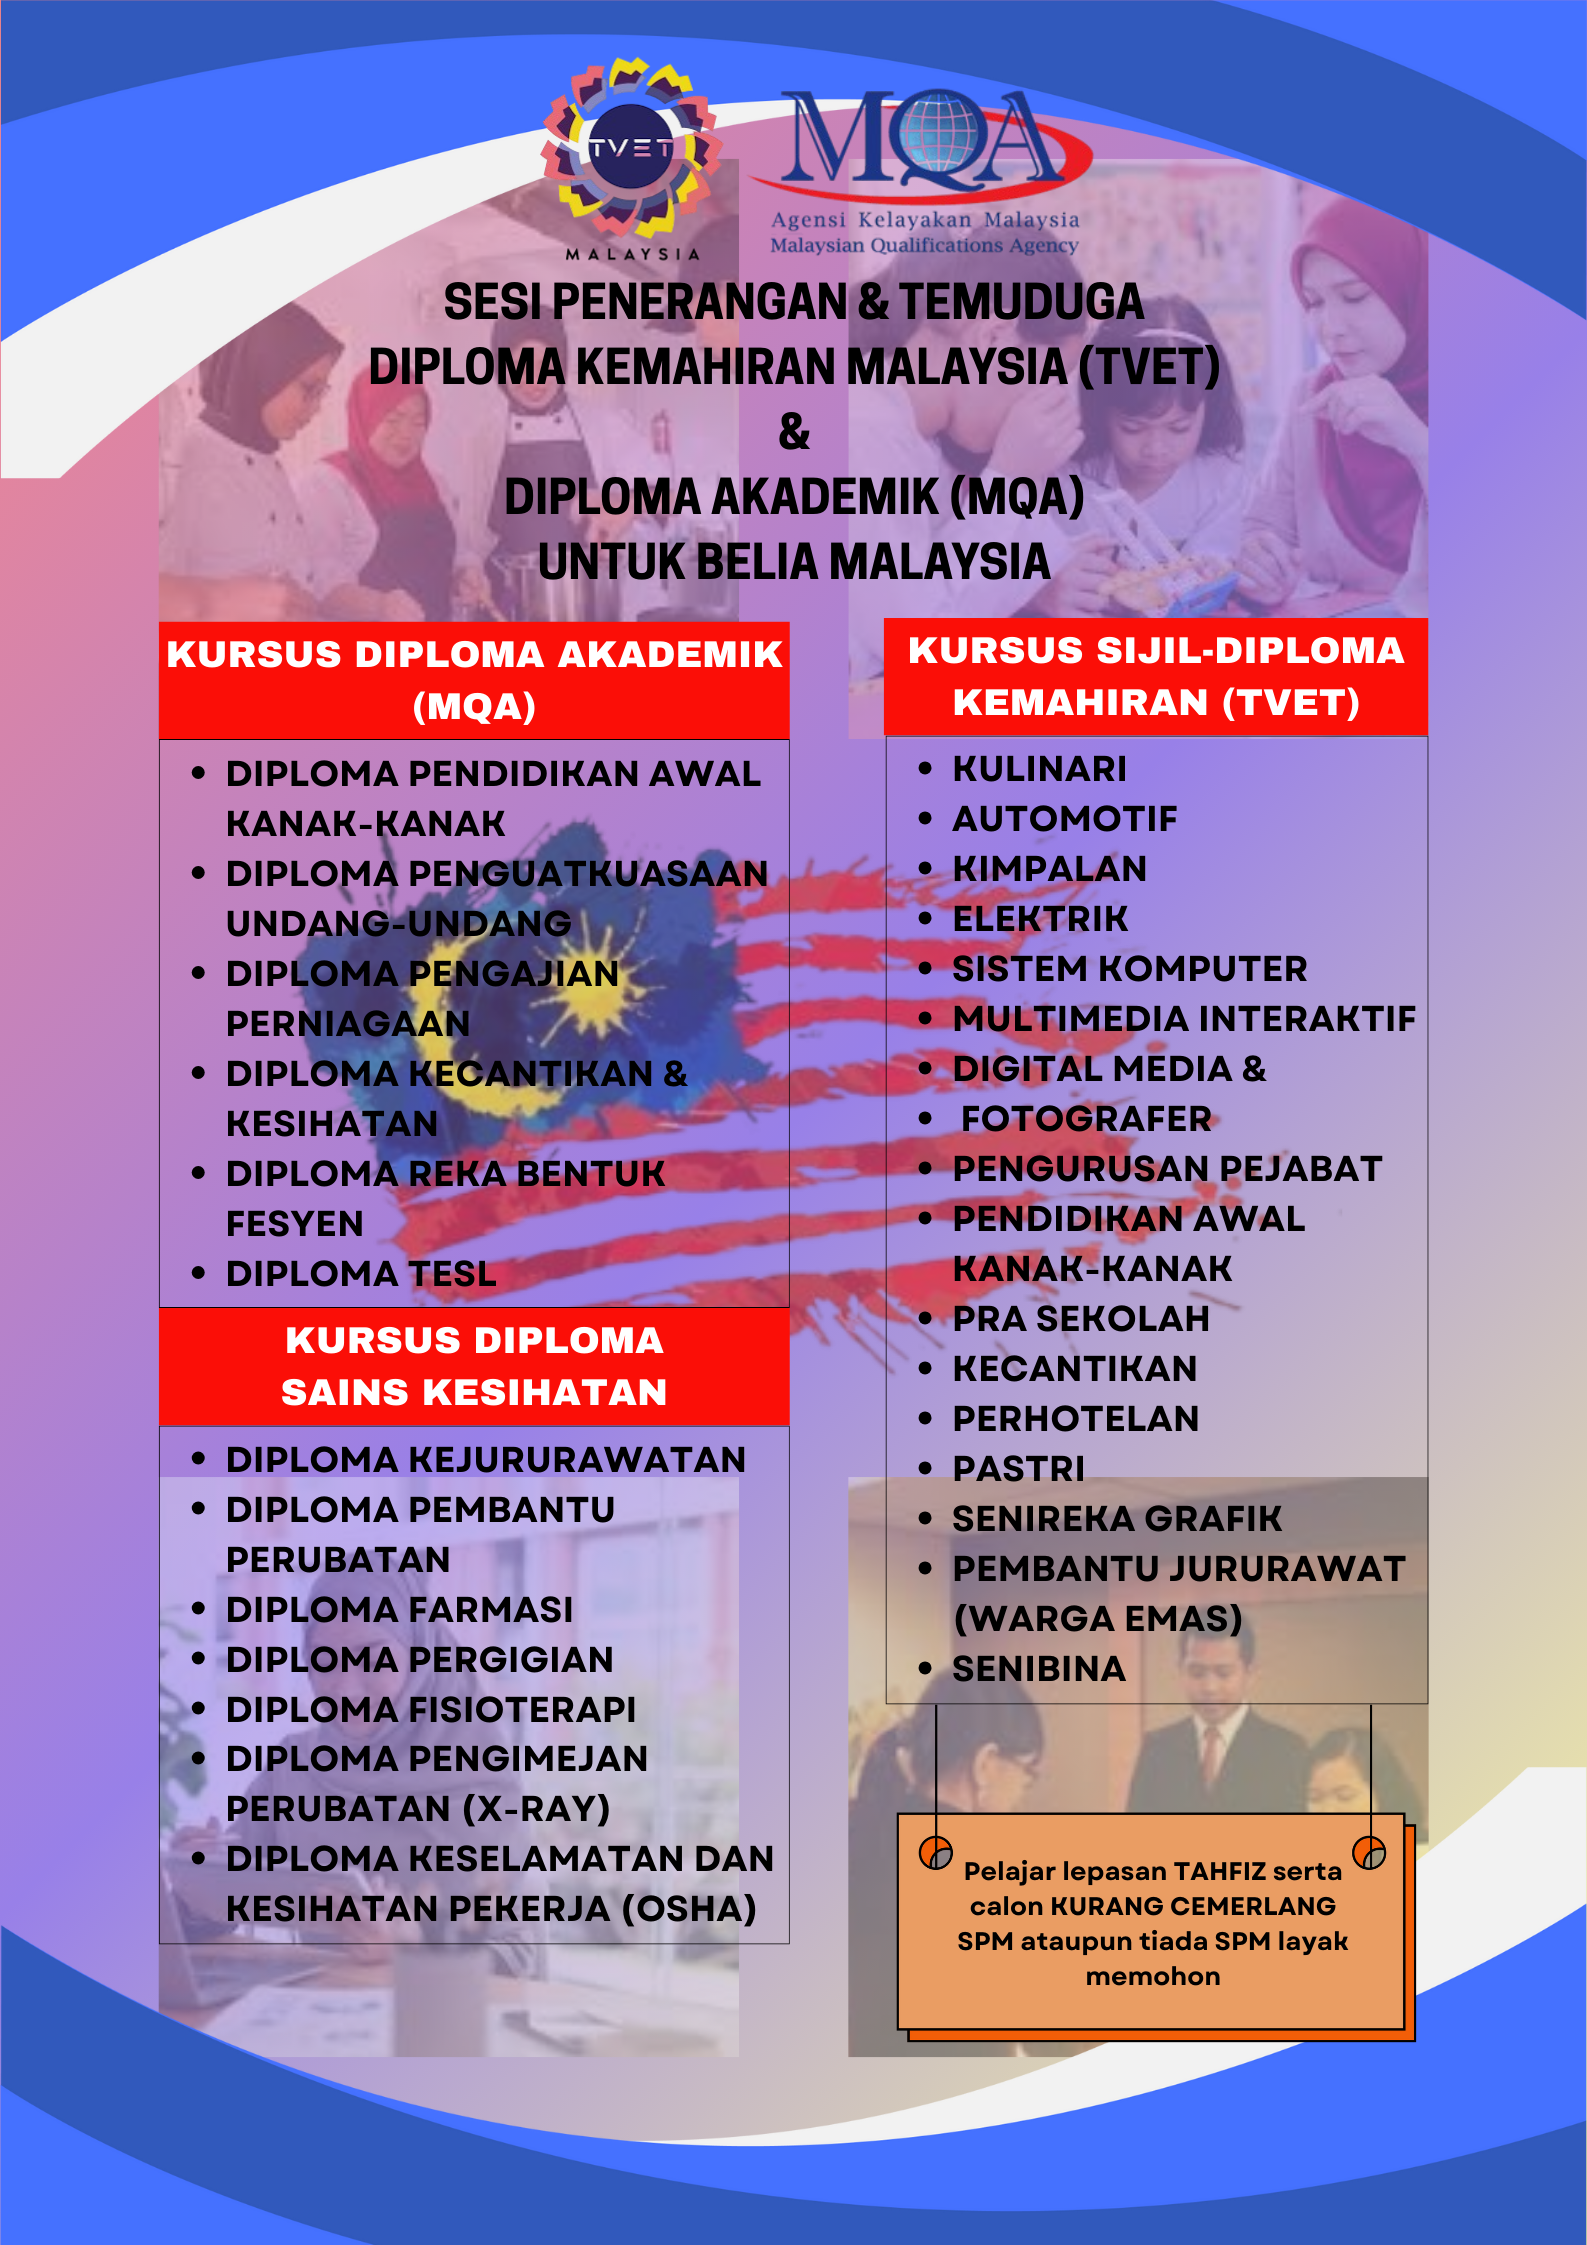 TVET
MALAYSIA
MQA
Agensi Kelayakan Malaysia
Malaysian Qualifications Agency
SESI PENERANGAN & TEMUDUGA
DIPLOMA KEMAHIRAN MALAYSIA (TVET)
&
DIPLOMA AKADEMIK (MQA)
UNTUK BELIA MALAYSIA
KURSUS DIPLOMA AKADEMIK
(MQA)
• DIPLOMA PENDIDIKAN AWAL
KANAK-KANAK
• DIPLOMA PENGUATKUASAAN
UNDANG-UNDANG
• DIPLOMA PENGAJIAN
PERNIAGAAN
• DIPLOMA KECANTIKAN &
KESIHATAN
• DIPLOMA REKA BENTUK
FESYEN
• DIPLOMA TESL
KURSUS DIPLOMA
SAINS KESIHATAN
• DIPLOMA KEJURURAWATAN
• DIPLOMA PEMBANTU
PERUBATAN
• DIPLOMA FARMASI
• DIPLOMA PERGIGIAN
• DIPLOMA FISIOTERAPI
• DIPLOMA PENGIMEJAN
PERUBATAN (X-RAY)
• DIPLOMA KESELAMATAN DAN
KESIHATAN PEKERJA (OSHA)
KURSUS SIJIL-DIPLOMA
KEMAHIRAN (TVET)
• KULINARI
• AUTOMOTIF
• KIMPALAN
• ELEKTRIK
• SISTEM KOMPUTER
• MULTIMEDIA INTERAKTIF
• DIGITAL MEDIA &
• FOTOGRAFER
• PENGURUSAN PEJABAT
• PENDIDIKAN AWAL
KANAK-KANAK
• PRA SEKOLAH
• KECANTIKAN
• PERHOTELAN
• PASTRI
• SENIREKA GRAFIK
• PEMBANTU JURURAWAT
(WARGA EMAS)
• SENIBINA
Pelajar lepasan TAHFIZ serta
calon KURANG CEMERLANG
SPM ataupun tiada SPM layak
memohon